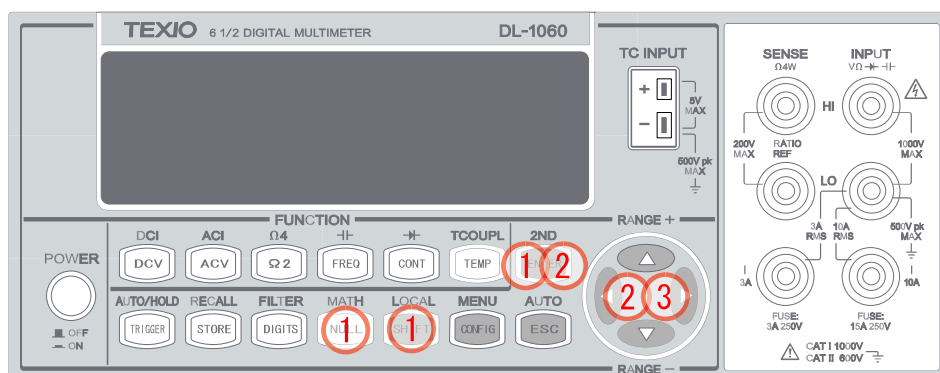 TEXIO 6 1/2 DIGITAL MULTIMETER DL-1060
TC INPUT
+
5V
MAX
−
500V pk
MAX
SENSE
Ω4W
INPUT
VΩ
HI
200V
MAX
RATIO
REF
1000V
MAX
LO
3A
RMS
10A
RMS
500V pk
MAX
3A
10A
FUSE:
3A 250V
FUSE:
15A 250V
CAT I 1000V
CAT II 600V
FUNCTION
RANGE +
DCI ACI Ω4 TCOUPL 2ND
POWER
DCV ACV Ω2 FREQ CONT TEMP ENTER
1 2
2 3
AUTO/HOLD RECALL FILTER MATH LOCAL MENU AUTO
TRIGGER STORE DIGITS NULL SHIFT CONFIG ESC
1 1
OFF
ON
RANGE −